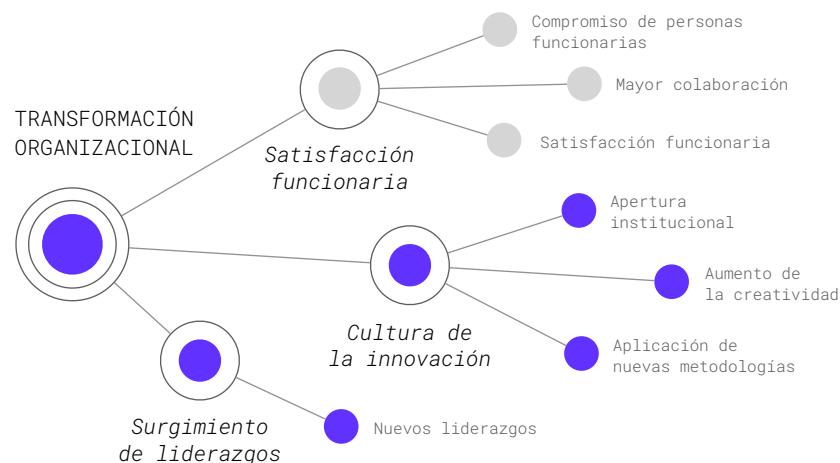 TRANSFORMACIÓN
ORGANIZACIONAL
Satisfacción
funcionaria
Compromiso de personas
funcionarias
Mayor colaboración
Satisfacción funcionaria
Cultura de
la innovación
Apertura
institucional
Aumento de
la creatividad
Aplicación de
nuevas metodologías
Surgimiento
de liderazgos
Nuevos liderazgos